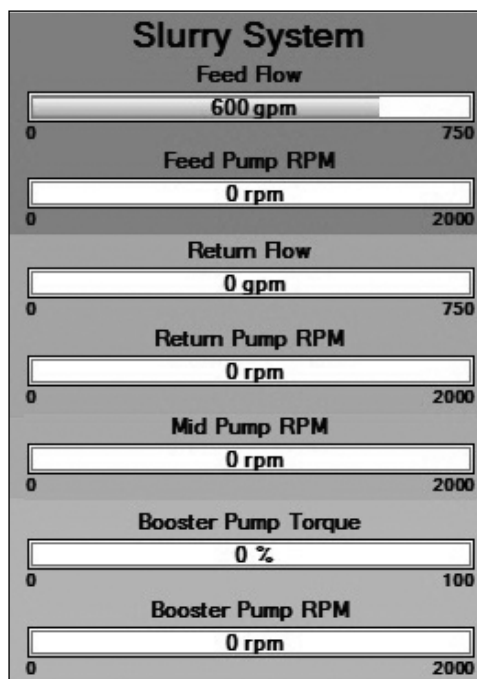 Slurry System
Feed Flow
600 gpm
0 750
Feed Pump RPM
0 rpm
0 2000
Return Flow
0 gpm
0 750
Return Pump RPM
0 rpm
0 2000
Mid Pump RPM
0 rpm
0 2000
Booster Pump Torque
0 %
0 100
Booster Pump RPM
0 rpm
0 2000